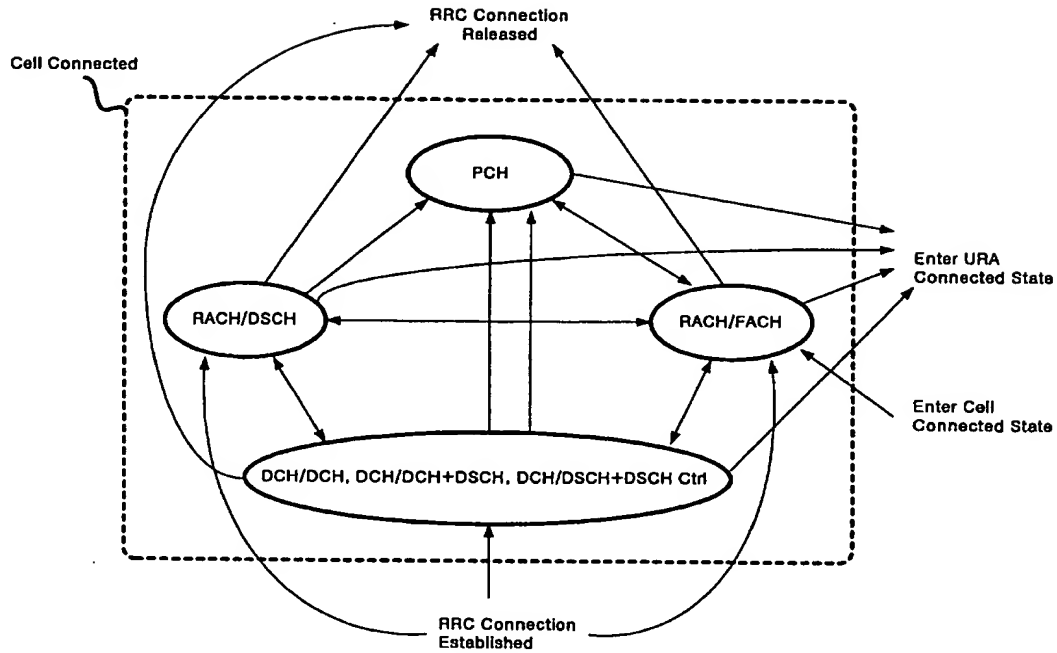 RRC Connection
Released
Cell Connected
PCH
Enter URA
Connected State
RACH/DSCH
RACH/FACH
Enter Cell
Connected State
DCH/DCH, DCH/DCH+DSCH, DCH/DSCH+DSCH Ctrl
RRC Connection
Established